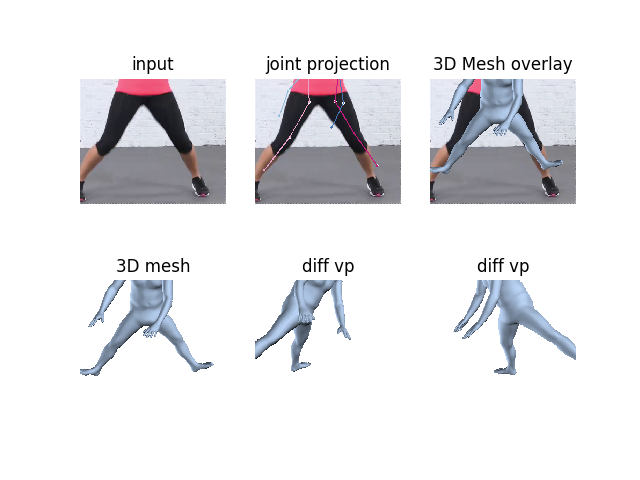 input
joint projection
3D Mesh overlay
3D mesh
diff vp
diff vp